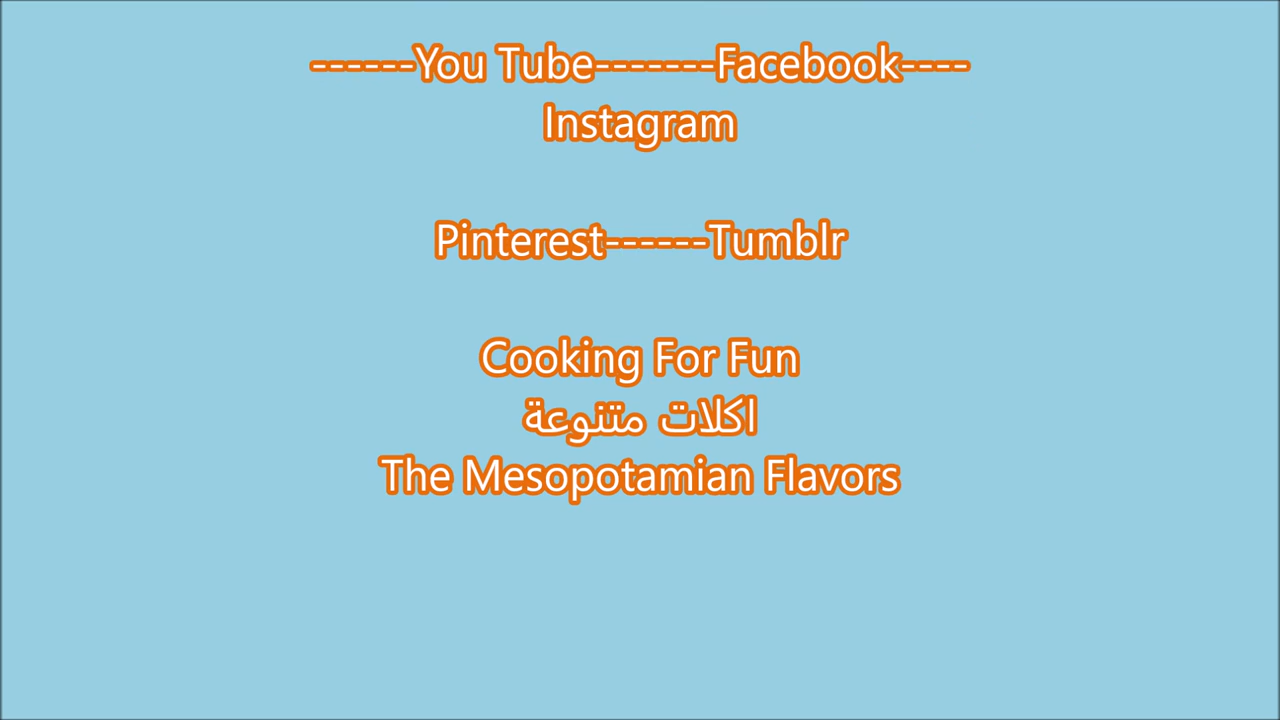 ------You Tube-------Facebook----
Instagram
Pinterest------Tumblr
Cooking For Fun
اكلات متنوعة
The Mesopotamian Flavors